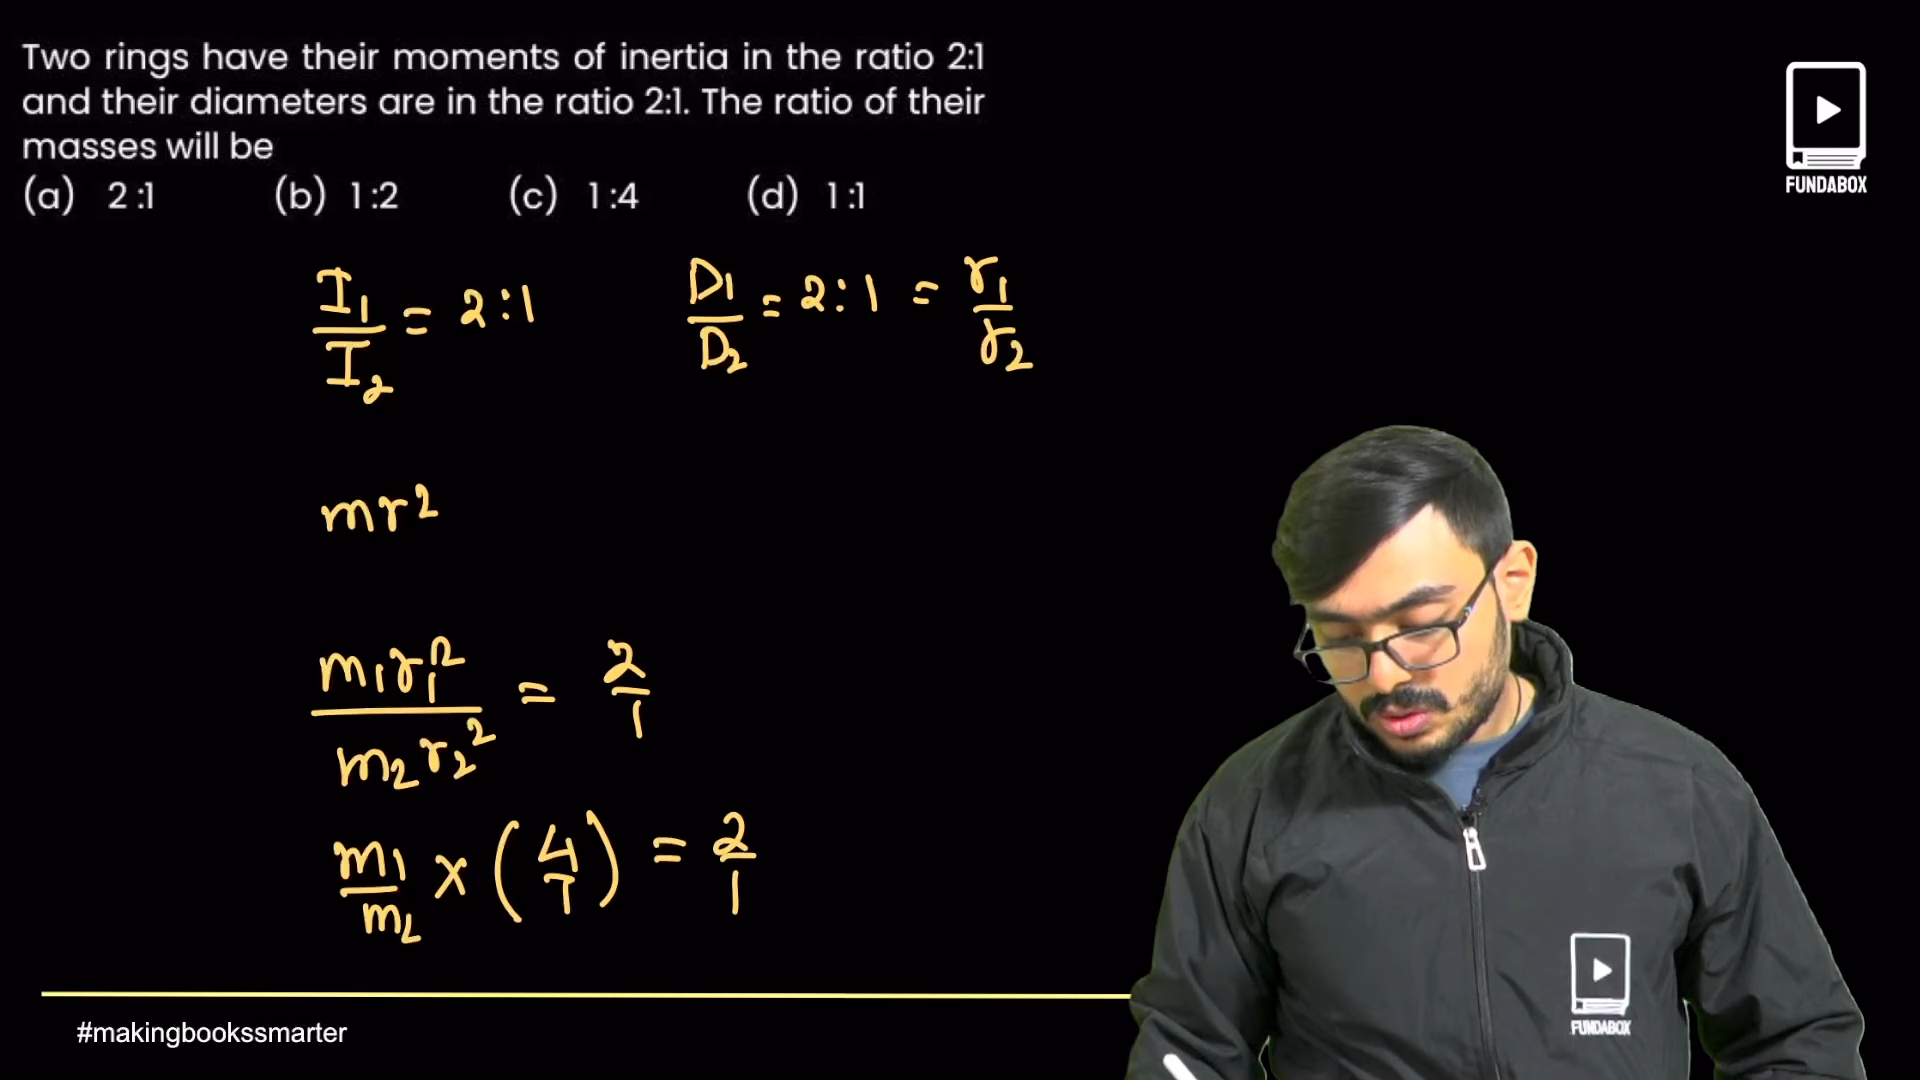 Two rings have their moments of inertia in the ratio 2:1
and their diameters are in the ratio 2:1. The ratio of their
masses will be
(a) 2:1 (b) 1:2 (c) 1:4 (d) 1:1
FUNDABOX
I₁/I₂ = 2:1
D₁/D₂ = 2:1 = r₁/r₂
mr²
m₁r₁²/m₂r₂² = 2/1
m₁/m₂ × (4/1) = 2/1
FUNDABOX
#makingbookssmarter